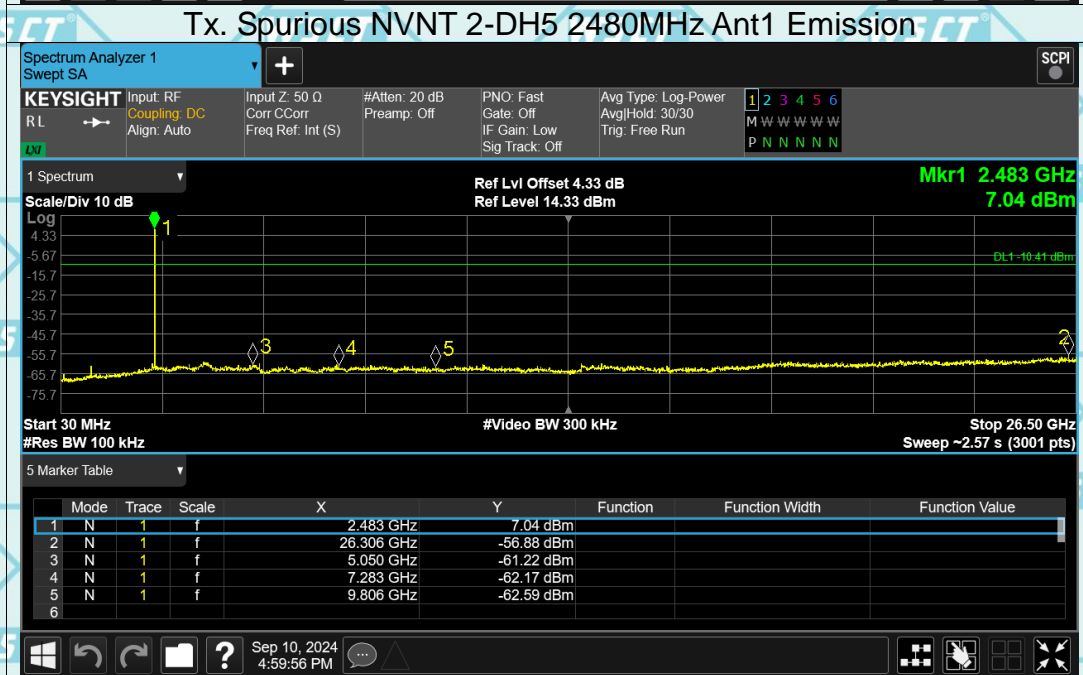 Tx. Spurious NVNT 2-DH5 2480MHz Ant1 Emission
Spectrum Analyzer 1
Swept SA
+
SCPI
KEYSIGHT
R L
LXI
Input: RF
Coupling: DC
Align: Auto
Input Z: 50 Ω
Corr CCorr
Freq Ref: Int (S)
#Atten: 20 dB
Preamp: Off
PNO: Fast
Gate: Off
IF Gain: Low
Sig Track: Off
Avg Type: Log-Power
Avg|Hold: 30/30
Trig: Free Run
1 2 3 4 5 6
M W W W W W
P N N N N N
1 Spectrum
Scale/Div 10 dB
Ref Lvl Offset 4.33 dB
Ref Level 14.33 dBm
Mkr1 2.483 GHz
7.04 dBm
Log
1
4.33
-5.67
DL1 -10.41 dBm
-15.7
-25.7
-35.7
-45.7
2
3
4
5
-55.7
-65.7
-75.7
Start 30 MHz
#Video BW 300 kHz
Stop 26.50 GHz
#Res BW 100 kHz
Sweep ~2.57 s (3001 pts)
5 Marker Table
Mode Trace Scale X Y Function Function Width Function Value
1 N 1 f 2.483 GHz 7.04 dBm
2 N 1 f 26.306 GHz -56.88 dBm
3 N 1 f 5.050 GHz -61.22 dBm
4 N 1 f 7.283 GHz -62.17 dBm
5 N 1 f 9.806 GHz -62.59 dBm
6
?
Sep 10, 2024
4:59:56 PM